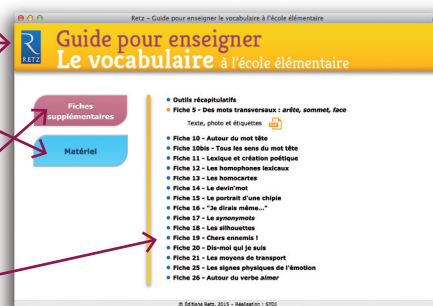 Retz – Guide pour enseigner le vocabulaire à l'école élémentaire
RETZ
Guide pour enseigner
Le vocabulaire à l'école élémentaire
Fiches
supplémentaires
Matériel
Outils récapitulatifs
Fiche 5 - Des mots transversaux : arête, sommet, face
Texte, photo et étiquettes
Fiche 10 - Autour du mot tête
Fiche 10bis - Tous les sens du mot tête
Fiche 11 - Lexique et création poétique
Fiche 12 - Les homophones lexicaux
Fiche 13 - Les homocartes
Fiche 14 - Le devin'mot
Fiche 15 - Le portrait d'une chipie
Fiche 16 - "Je dirais même..."
Fiche 17 - Le synonymots
Fiche 18 - Les silhouettes
Fiche 19 - Chers ennemis !
Fiche 20 - Dis-moi qui je suis
Fiche 21 - Les moyens de transport
Fiche 25 - Les signes physiques de l'émotion
Fiche 26 - Autour du verbe aimer
© Éditions Retz, 2015 – Réalisation : STDI